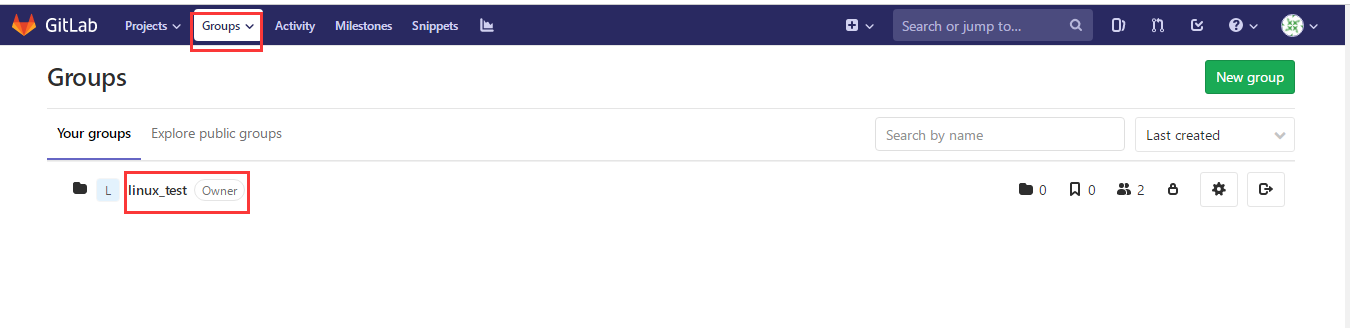 GitLab Projects Groups Activity Milestones Snippets Search or jump to...
Groups New group
Your groups Explore public groups Search by name Last created
L linux_test Owner 0 0 2